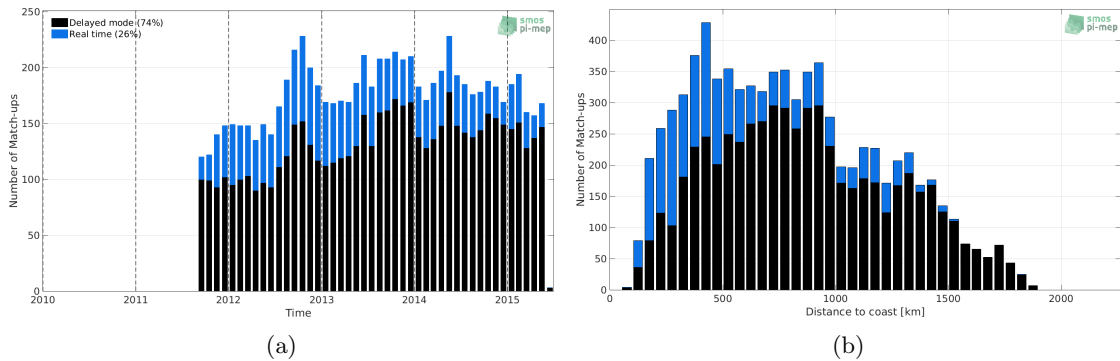 250
200
150
100
50
0
Number of Match-ups
Delayed mode (74%)
Real time (26%)
smos
pi-mep
2010 2011 2012 2013 2014 2015
Time
(a)
400
350
300
250
200
150
100
50
0
Number of Match-ups
smos
pi-mep
0 500 1000 1500 2000
Distance to coast [km]
(b)